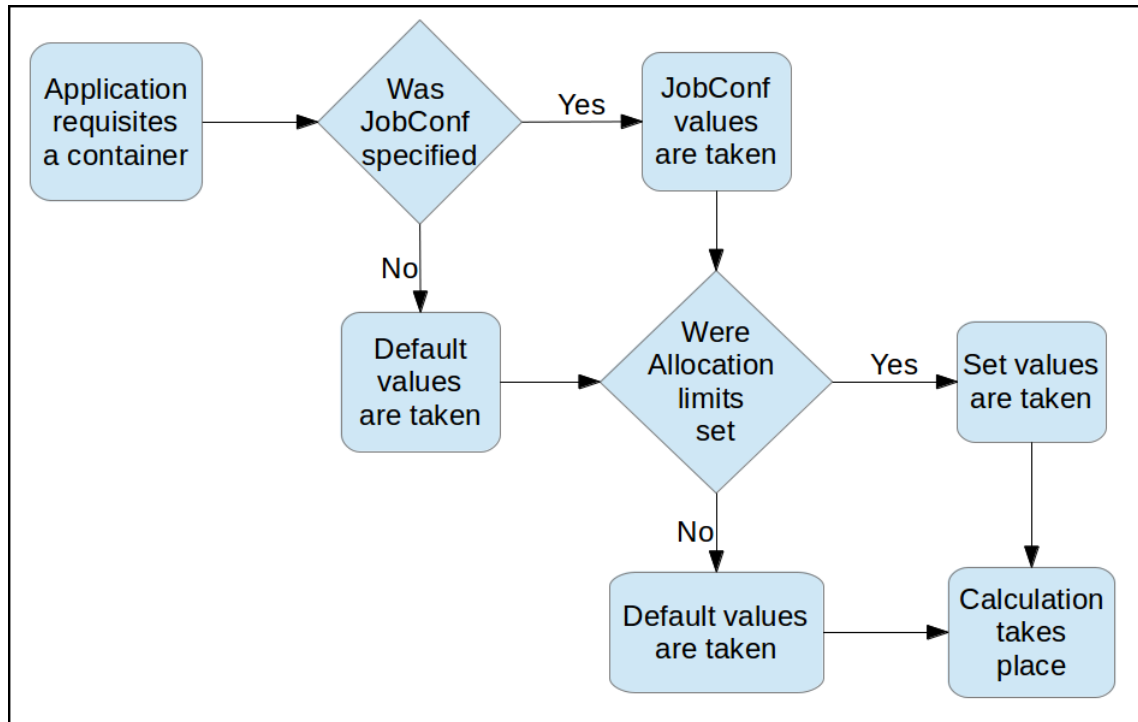 Application
requisites
a container
Was
JobConf
specified
Yes
JobConf
values
are taken
No
Default
values
are taken
Were
Allocation
limits
set
Yes
Set values
are taken
No
Default values
are taken
Calculation
takes
place